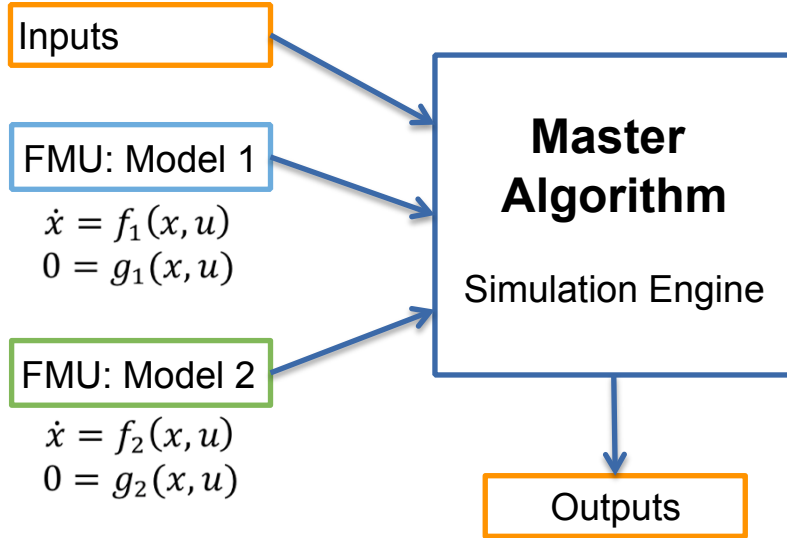 Inputs
FMU: Model 1
ẋ = f₁(x, u)
0 = g₁(x, u)
FMU: Model 2
ẋ = f₂(x, u)
0 = g₂(x, u)
Master
Algorithm
Simulation Engine
Outputs